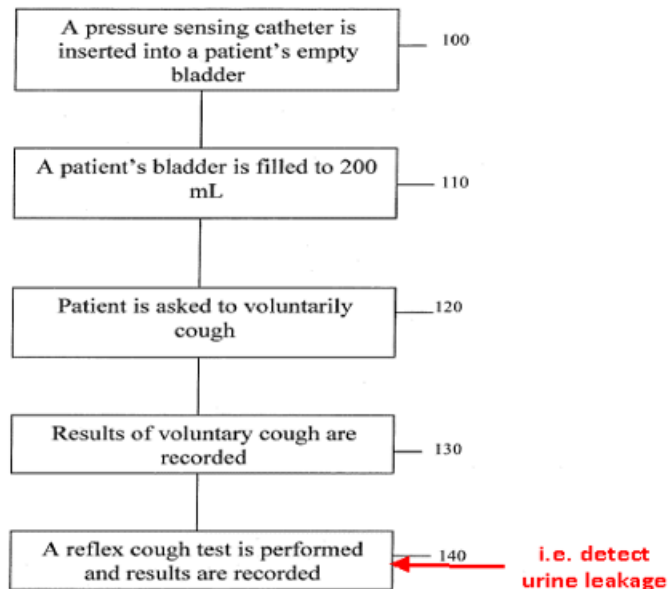 A pressure sensing catheter is
inserted into a patient's empty
bladder
100
A patient's bladder is filled to 200
mL
110
Patient is asked to voluntarily
cough
120
Results of voluntary cough are
recorded
130
A reflex cough test is performed
and results are recorded
140
i.e. detect
urine leakage